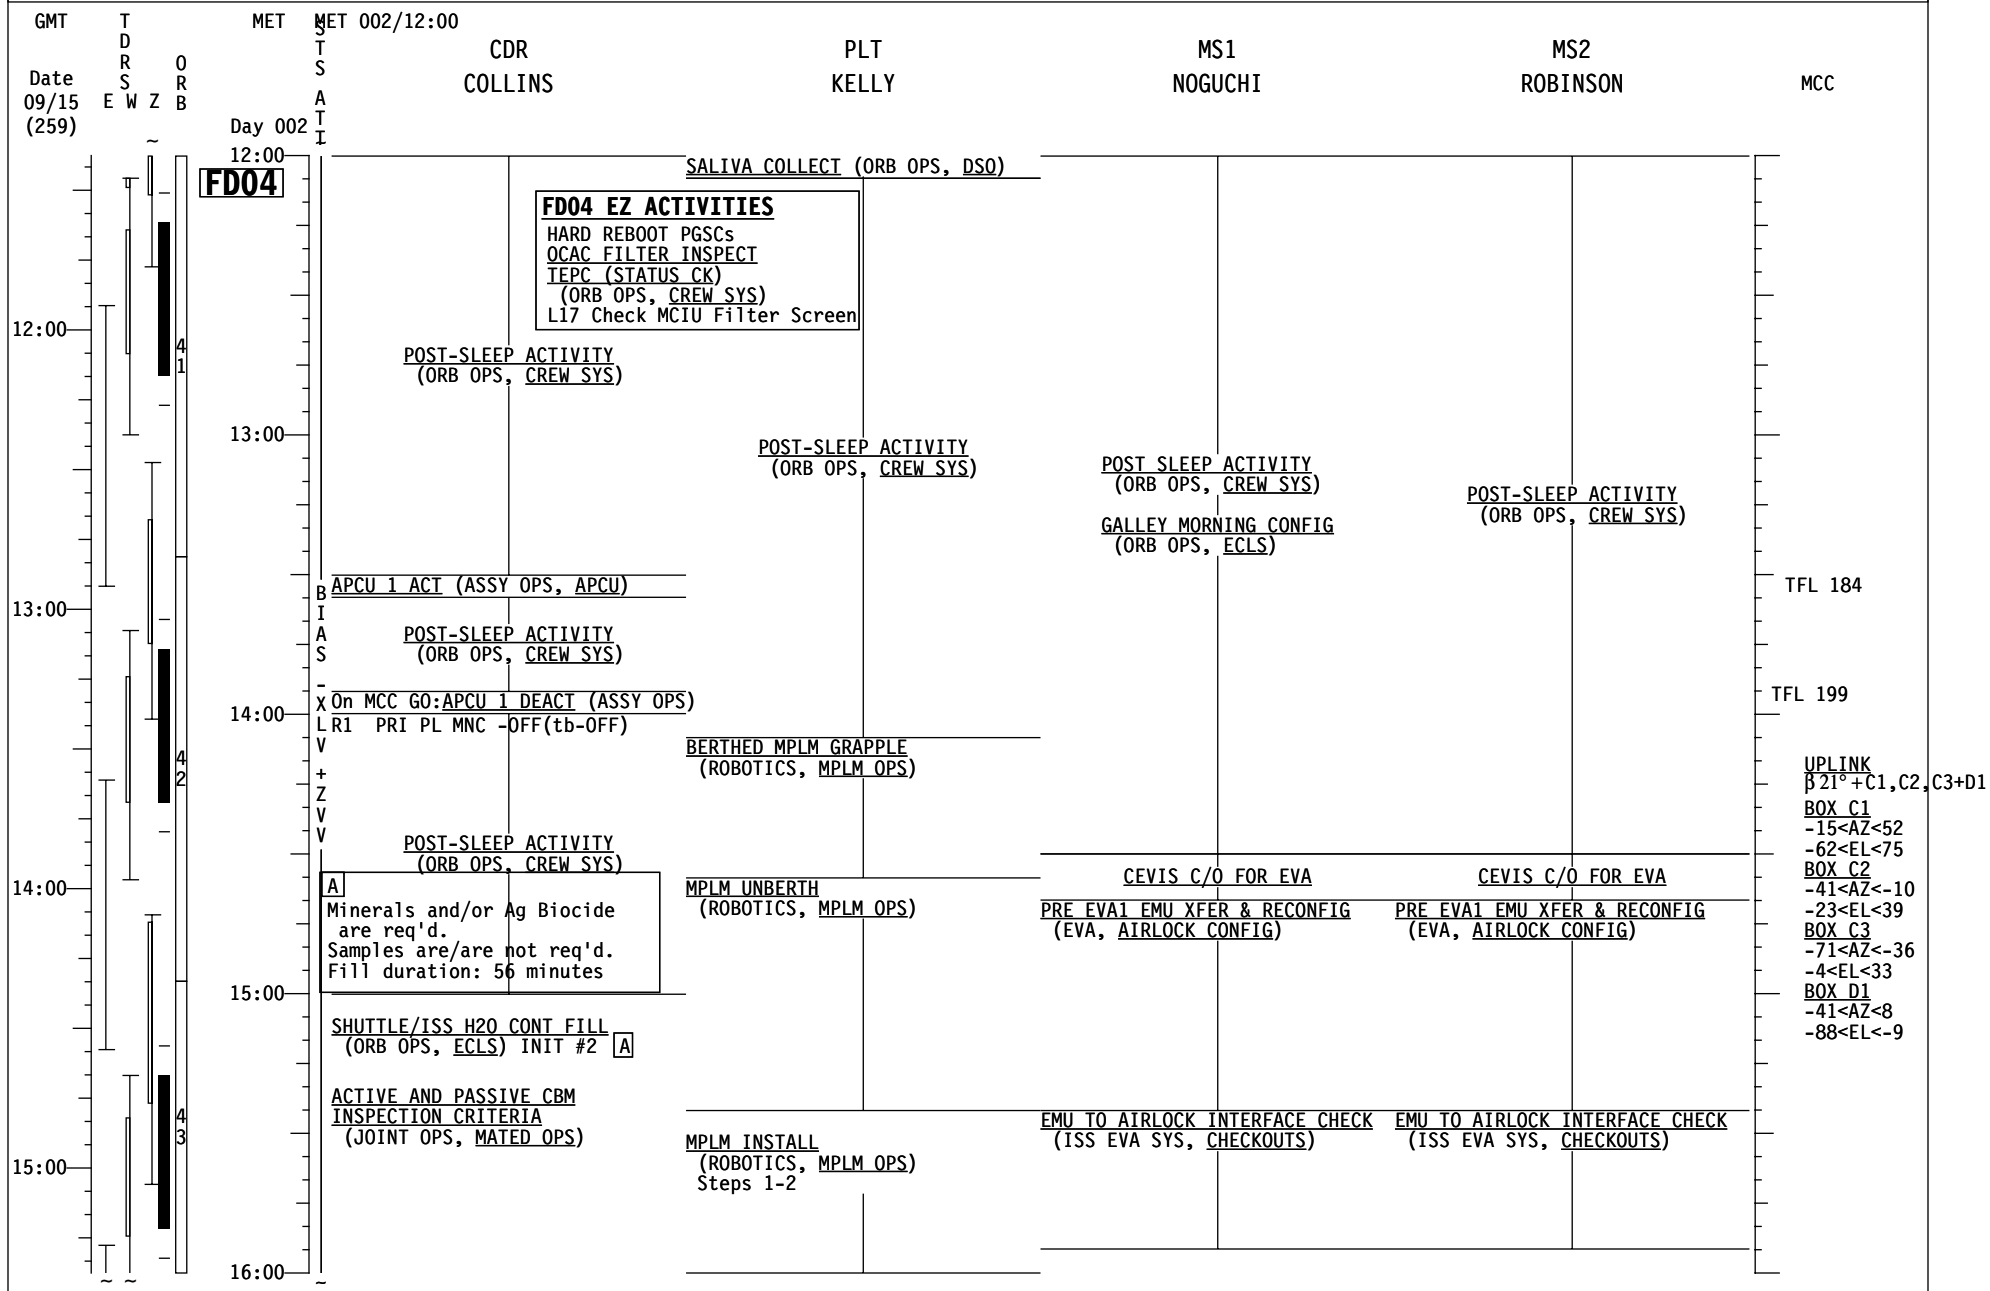 GMT
TDRS
MET
MET 002/12:00
STS ATT
ORB
CDR
COLLINS
PLT
KELLY
MS1
NOGUCHI
MS2
ROBINSON
MCC
Date
09/15
(259)
E W Z
Day 002
12:00
FD04
SALIVA COLLECT (ORB OPS, DSO)
FD04 EZ ACTIVITIES
HARD REBOOT PGSCs
OCAC FILTER INSPECT
TEPC (STATUS CK)
(ORB OPS, CREW SYS)
L17 Check MCIU Filter Screen
12:00
41
POST-SLEEP ACTIVITY
(ORB OPS, CREW SYS)
13:00
POST-SLEEP ACTIVITY
(ORB OPS, CREW SYS)
POST SLEEP ACTIVITY
(ORB OPS, CREW SYS)
GALLEY MORNING CONFIG
(ORB OPS, ECLS)
POST-SLEEP ACTIVITY
(ORB OPS, CREW SYS)
13:00
BIAS -XLV +ZVV
APCU 1 ACT (ASSY OPS, APCU)
TFL 184
POST-SLEEP ACTIVITY
(ORB OPS, CREW SYS)
On MCC GO:APCU 1 DEACT (ASSY OPS)
TFL 199
14:00
R1 PRI PL MNC -OFF(tb-OFF)
42
BERTHED MPLM GRAPPLE
(ROBOTICS, MPLM OPS)
UPLINK
β 21° +C1,C2,C3+D1
BOX C1
-15<AZ<52
-62<EL<75
BOX C2
-41<AZ<-10
-23<EL<39
BOX C3
-71<AZ<-36
-4<EL<33
BOX D1
-41<AZ<8
-88<EL<-9
POST-SLEEP ACTIVITY
(ORB OPS, CREW SYS)
14:00
A
Minerals and/or Ag Biocide
are req'd.
Samples are/are not req'd.
Fill duration: 56 minutes
MPLM UNBERTH
(ROBOTICS, MPLM OPS)
CEVIS C/O FOR EVA
CEVIS C/O FOR EVA
PRE EVA1 EMU XFER & RECONFIG
(EVA, AIRLOCK CONFIG)
PRE EVA1 EMU XFER & RECONFIG
(EVA, AIRLOCK CONFIG)
15:00
SHUTTLE/ISS H2O CONT FILL
(ORB OPS, ECLS) INIT #2 A
43
ACTIVE AND PASSIVE CBM
INSPECTION CRITERIA
(JOINT OPS, MATED OPS)
MPLM INSTALL
(ROBOTICS, MPLM OPS)
Steps 1-2
EMU TO AIRLOCK INTERFACE CHECK
(ISS EVA SYS, CHECKOUTS)
EMU TO AIRLOCK INTERFACE CHECK
(ISS EVA SYS, CHECKOUTS)
15:00
16:00